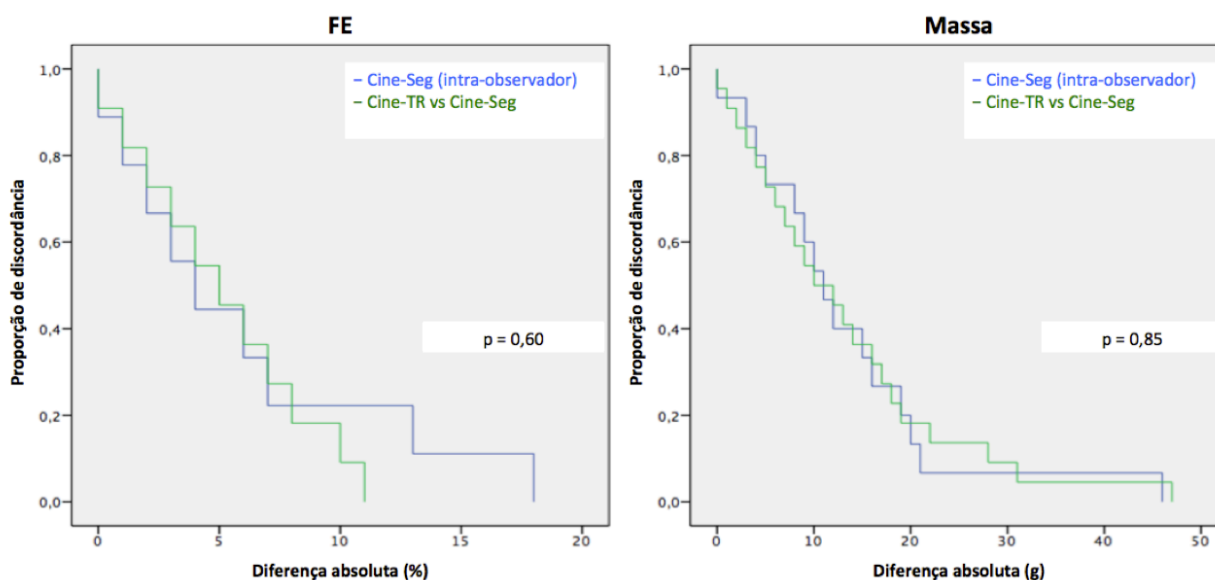 FE
Proporção de discordância
1,0
0,8
0,6
0,4
0,2
0,0
– Cine-Seg (intra-observador)
– Cine-TR vs Cine-Seg
p = 0,60
0 5 10 15 20
Diferença absoluta (%)
Massa
Proporção de discordância
1,0
0,8
0,6
0,4
0,2
0,0
– Cine-Seg (intra-observador)
– Cine-TR vs Cine-Seg
p = 0,85
0 10 20 30 40 50
Diferença absoluta (g)